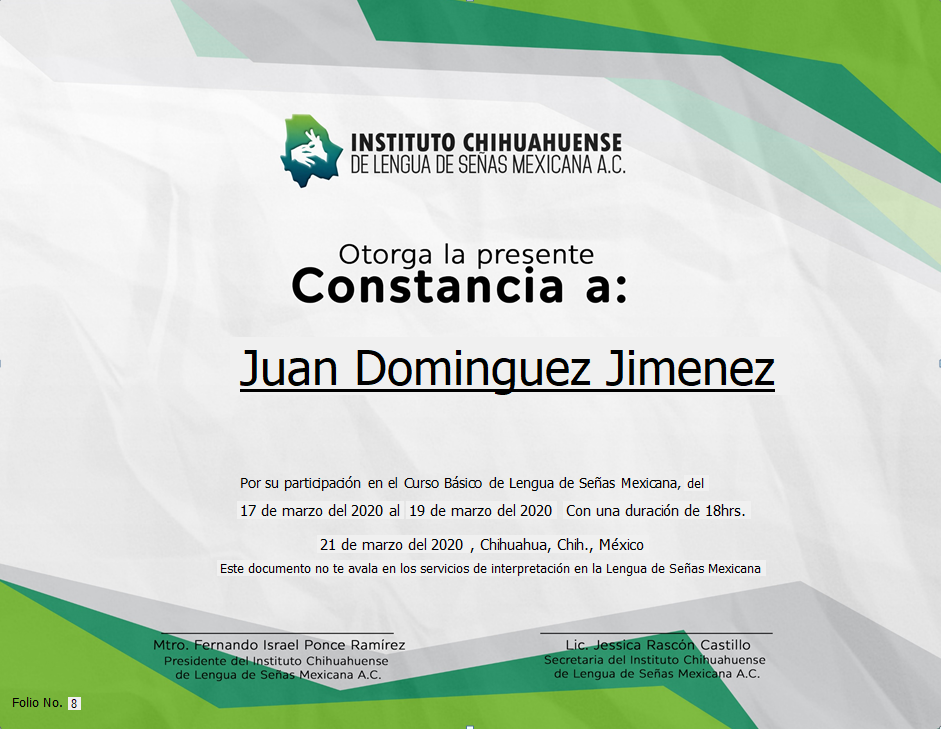 INSTITUTO CHIHUAHUENSE
DE LENGUA DE SEÑAS MEXICANA A.C.
Otorga la presente
Constancia a:
Juan Dominguez Jimenez
Por su participación en el Curso Básico de Lengua de Señas Mexicana, del
17 de marzo del 2020 al 19 de marzo del 2020 Con una duración de 18hrs.
21 de marzo del 2020 , Chihuahua, Chih., México
Este documento no te avala en los servicios de interpretación en la Lengua de Señas Mexicana
Mtro. Fernando Israel Ponce Ramírez
Presidente del Instituto Chihuahuense
de Lengua de Señas Mexicana A.C.
Lic. Jessica Rascón Castillo
Secretaria del Instituto Chihuahuense
de Lengua de Señas Mexicana A.C.
Folio No. 8